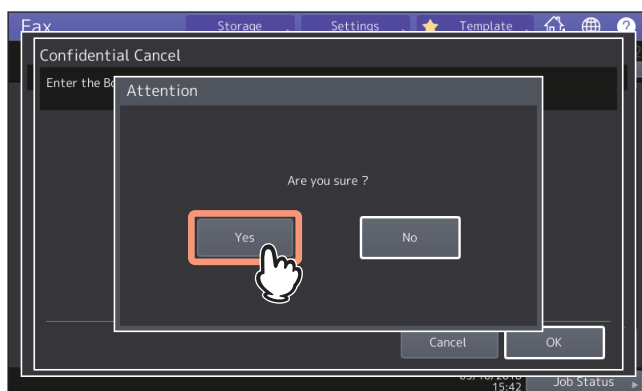 Fax
Storage
Settings
Template
?
Confidential Cancel
Enter the
Attention
Are you sure ?
Yes
No
Cancel
OK
15:42
Job Status